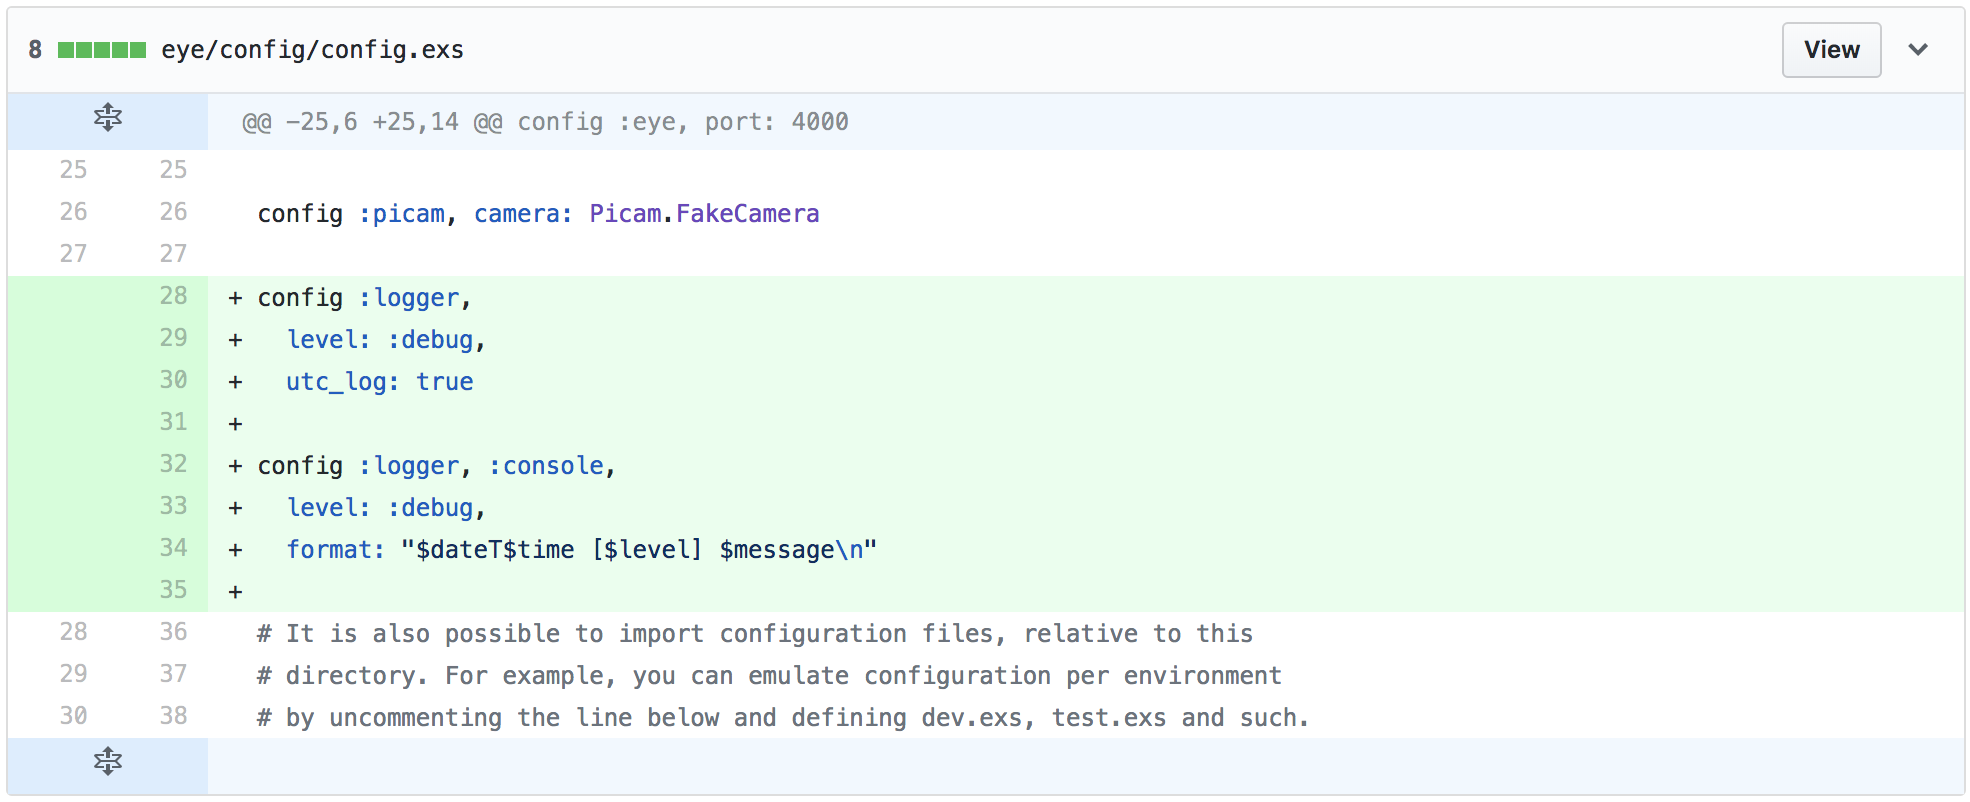 8 eye/config/config.exs View
@@ -25,6 +25,14 @@ config :eye, port: 4000
25 25
26 26 config :picam, camera: Picam.FakeCamera
27 27
28 + config :logger,
29 + level: :debug,
30 + utc_log: true
31 +
32 + config :logger, :console,
33 + level: :debug,
34 + format: "$dateT$time [$level] $message\n"
35 +
28 36 # It is also possible to import configuration files, relative to this
29 37 # directory. For example, you can emulate configuration per environment
30 38 # by uncommenting the line below and defining dev.exs, test.exs and such.